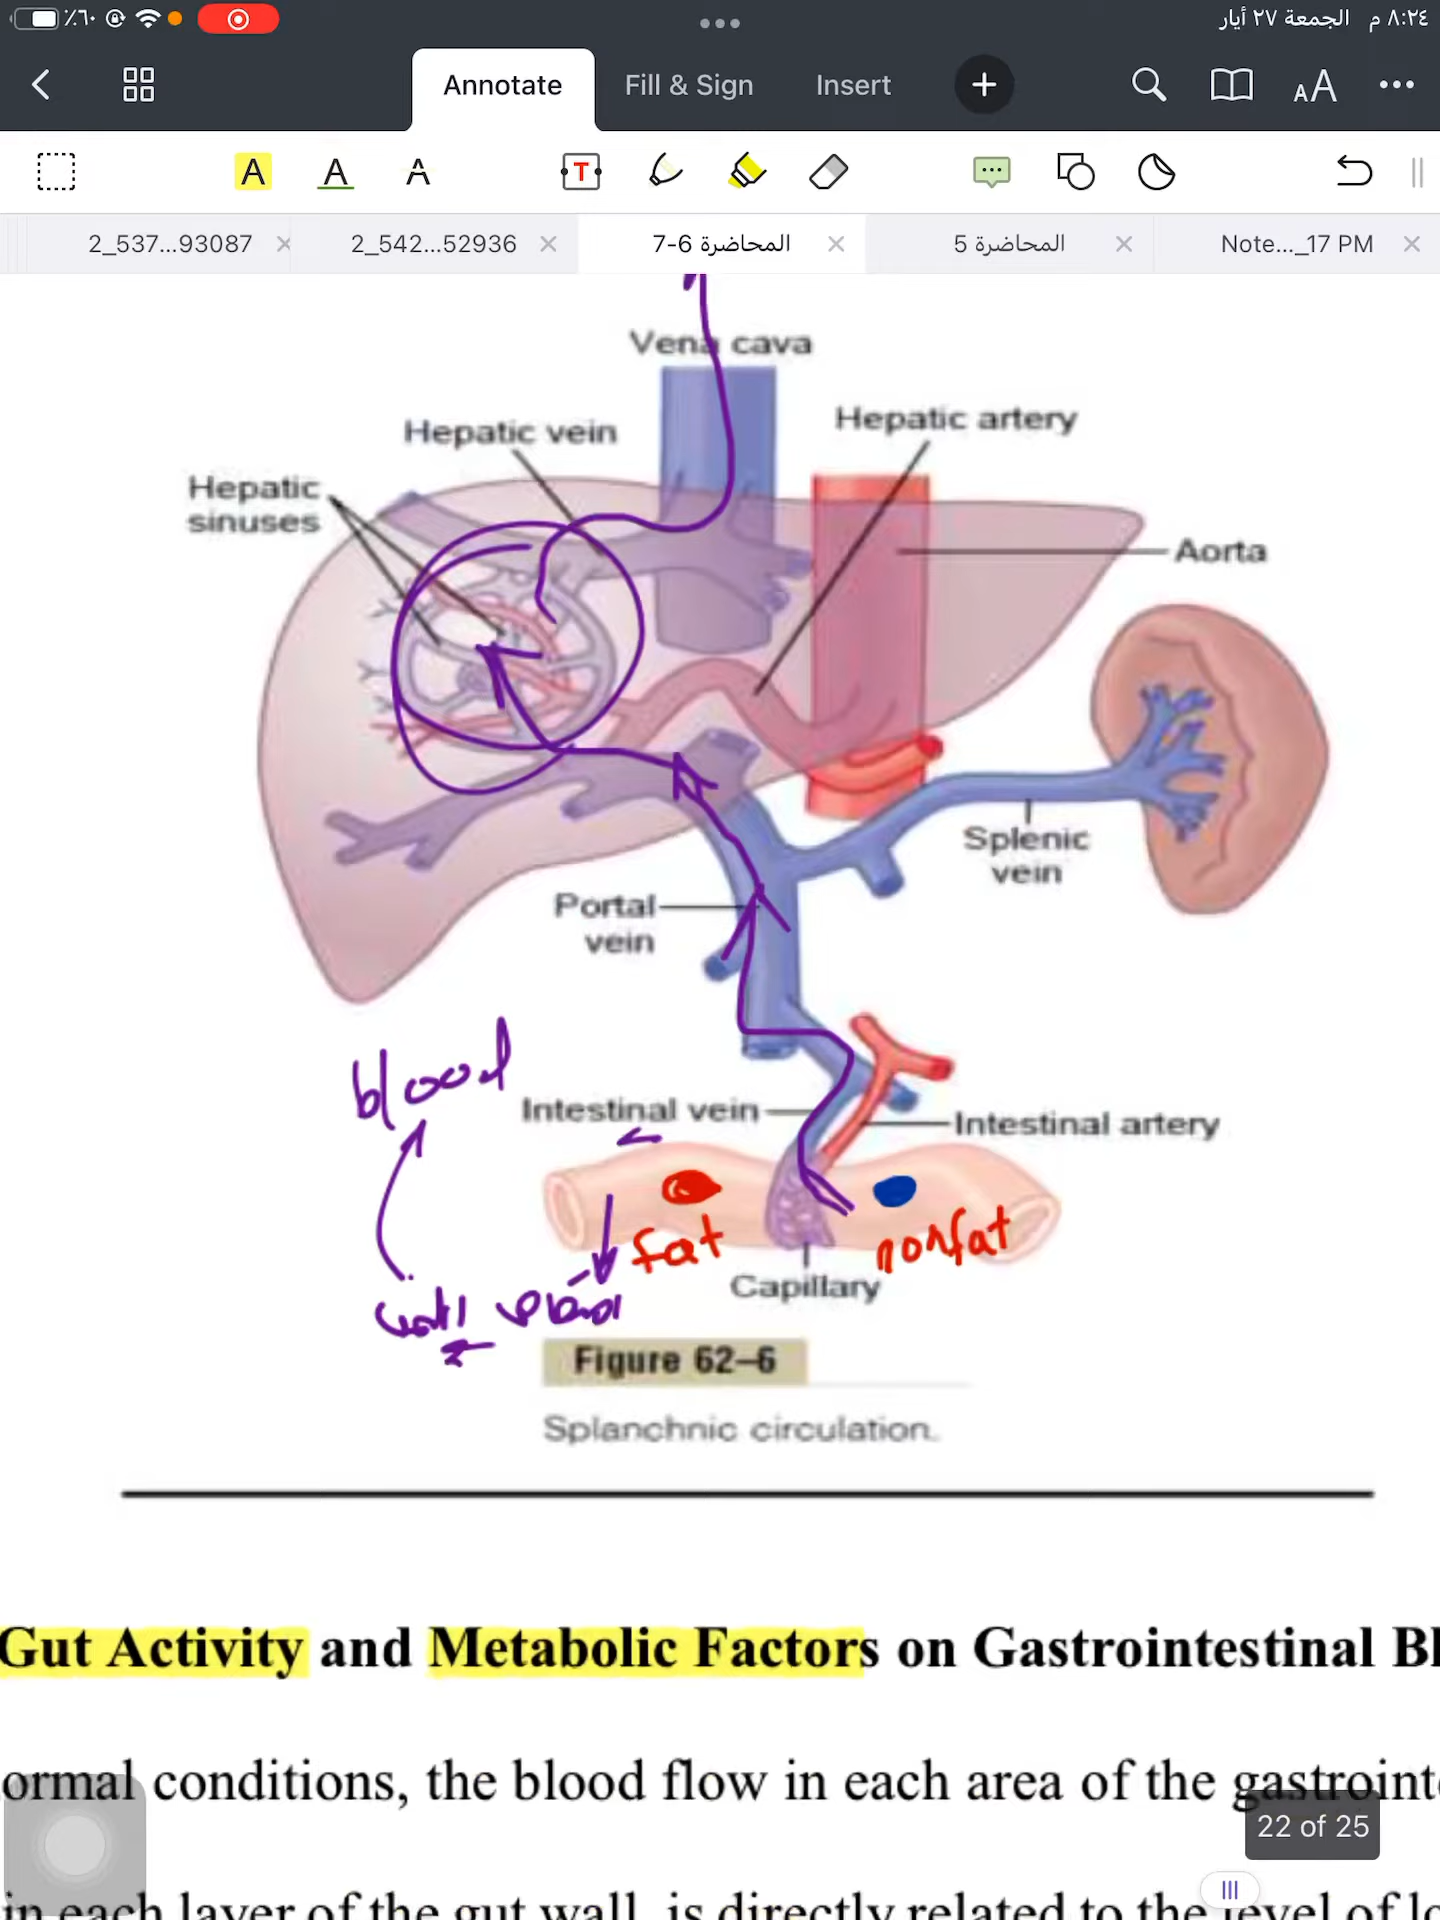 ٪٦٠
٨:٢٤ م الجمعة ٢٧ أيار
Annotate Fill & Sign Insert
AA
A A A T
2_537...93087 2_542...52936 المحاضرة 6-7 المحاضرة 5 Note..._17 PM
Vena cava
Hepatic artery
Hepatic vein
Hepatic
sinuses
Aorta
Splenic
vein
Portal
vein
blood
Intestinal vein
Intestinal artery
fat
nonfat
Capillary
Figure 62–6
Splanchnic circulation.
Gut Activity and Metabolic Factors on Gastrointestinal Bl
ormal conditions, the blood flow in each area of the gastrointe
22 of 25
in each layer of the gut wall, is directly related to the level of lo